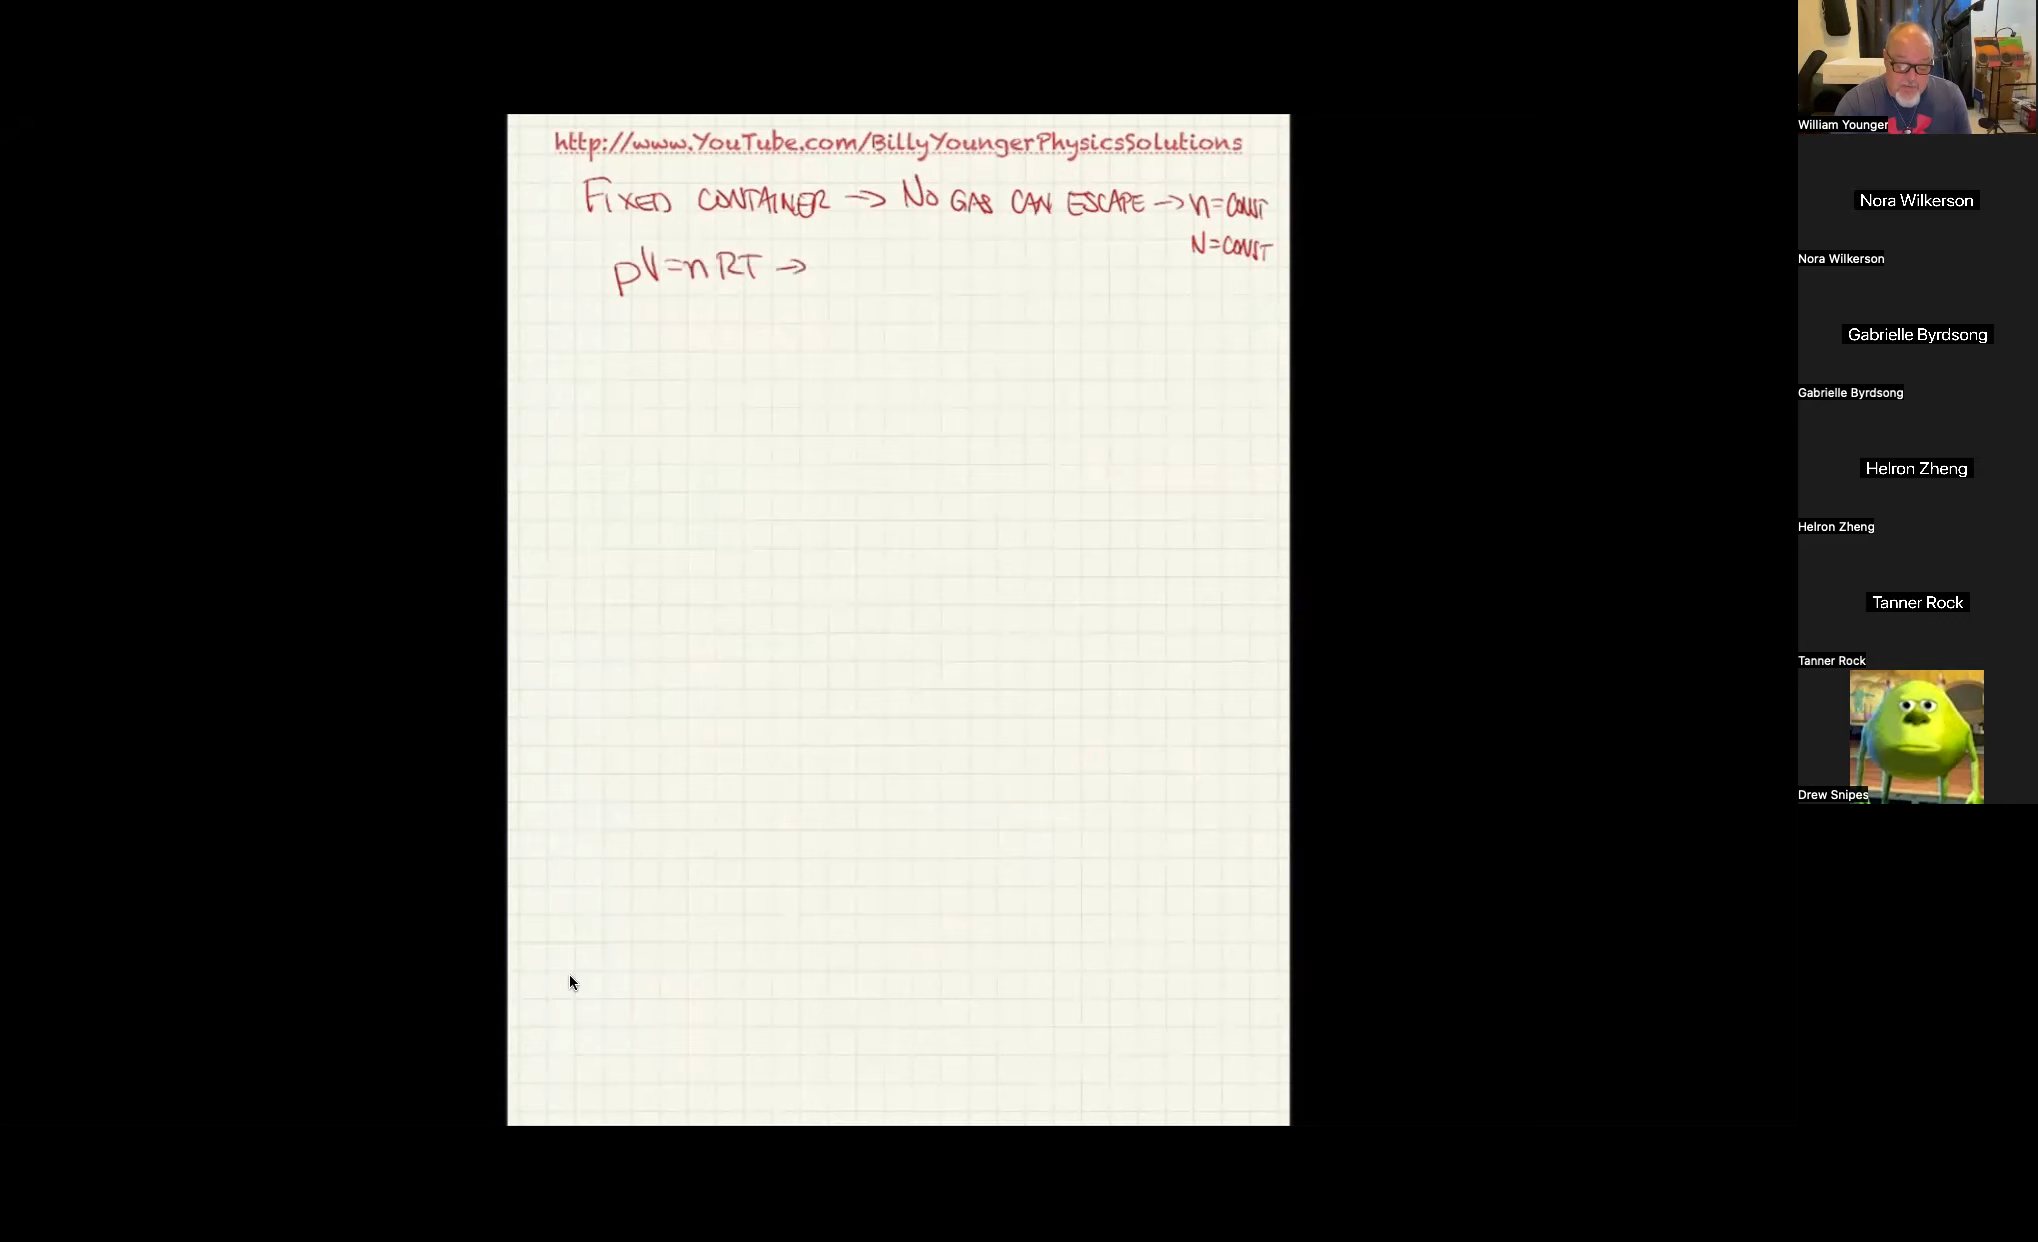 http://www.YouTube.com/BillyYoungerPhysicsSolutions
FIXED CONTAINER → NO GAS CAN ESCAPE → n=CONST
N=CONST
pV=nRT →
William Younger
Nora Wilkerson
Nora Wilkerson
Gabrielle Byrdsong
Gabrielle Byrdsong
Helron Zheng
Helron Zheng
Tanner Rock
Tanner Rock
Drew Snipes